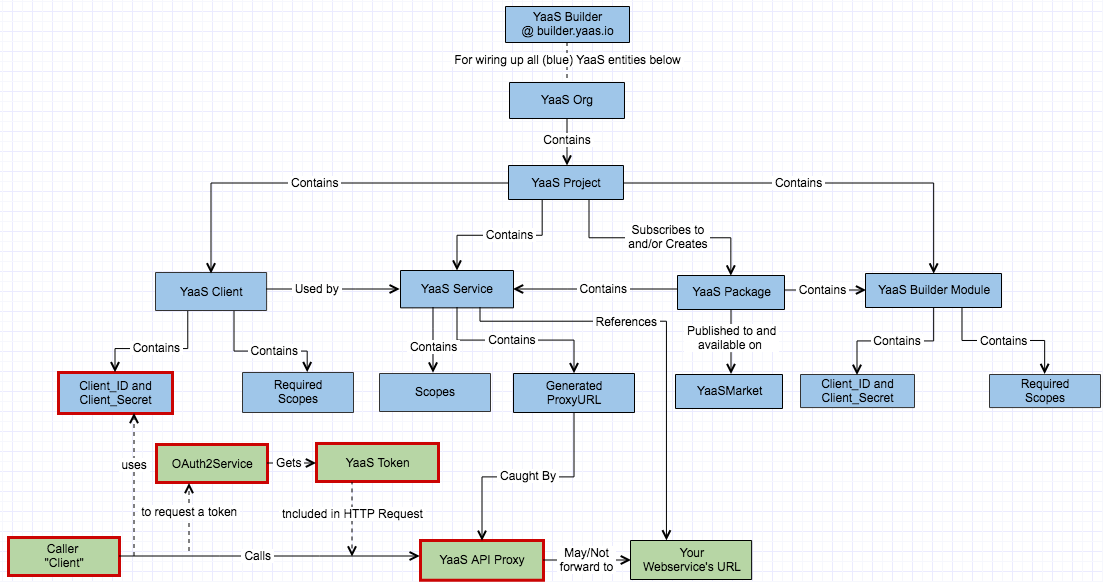 YaaS Builder
@ builder.yaas.io
For wiring up all (blue) YaaS entities below
YaaS Org
Contains
YaaS Project
Contains
Contains
Contains
Subscribes to
and/or Creates
YaaS Client
Used by
YaaS Service
Contains
YaaS Package
Contains
YaaS Builder Module
References
Contains
Contains
Contains
Contains
Published to and
available on
Contains
Contains
Client_ID and
Client_Secret
Required
Scopes
Scopes
Generated
ProxyURL
YaaSMarket
Client_ID and
Client_Secret
Required
Scopes
uses
OAuth2Service
Gets
YaaS Token
Caught By
to request a token
tncluded in HTTP Request
Caller
"Client"
Calls
YaaS API Proxy
May/Not
forward to
Your
Webservice's URL